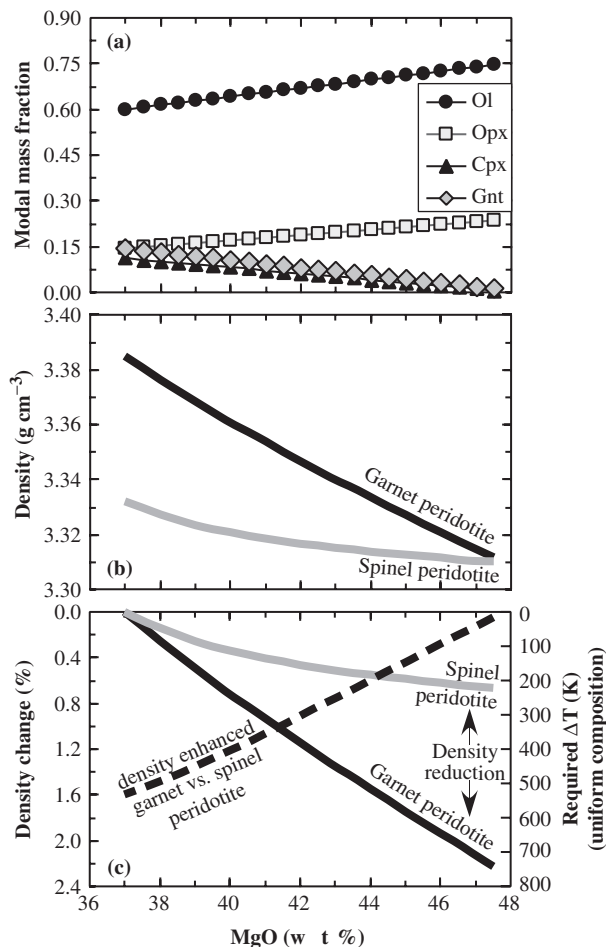 0.90
(a)
0.75
0.60
0.45
0.30
0.15
0.00
Modal mass fraction
Ol
Opx
Cpx
Gnt
3.40
3.38
3.36
3.34
3.32
3.30
Density (g cm−3)
Garnet peridotite
Spinel peridotite
(b)
0.0
0.4
0.8
1.2
1.6
2.0
2.4
Density change (%)
0
100
200
300
400
500
600
700
800
Required ΔT (K)
(uniform composition)
Spinel
peridotite
Density
reduction
Garnet peridotite
density enhanced
garnet vs. spinel
peridotite
(c)
36 38 40 42 44 46 48
MgO (w t %)